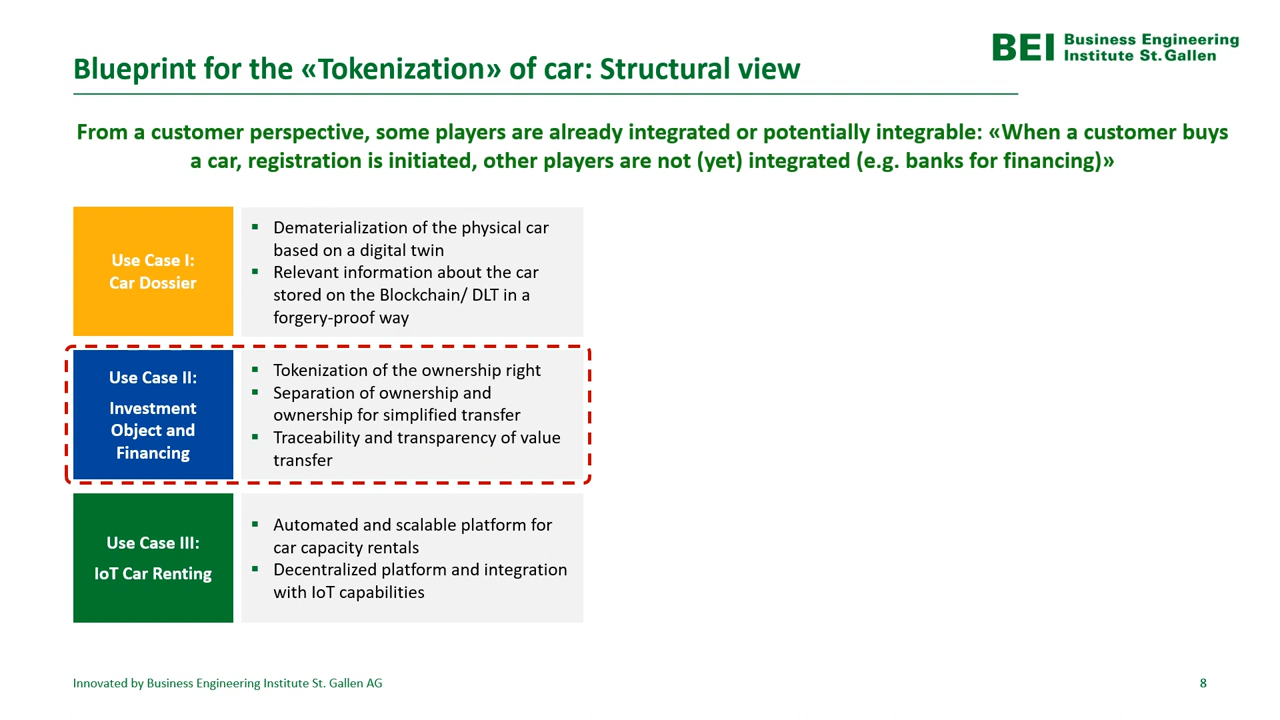 BEI Business Engineering
Institute St. Gallen
Blueprint for the «Tokenization» of car: Structural view
From a customer perspective, some players are already integrated or potentially integrable: «When a customer buys
a car, registration is initiated, other players are not (yet) integrated (e.g. banks for financing)»
Use Case I:
Car Dossier
▪ Dematerialization of the physical car
based on a digital twin
▪ Relevant information about the car
stored on the Blockchain/ DLT in a
forgery-proof way
Use Case II:
Investment
Object and
Financing
▪ Tokenization of the ownership right
▪ Separation of ownership and
ownership for simplified transfer
▪ Traceability and transparency of value
transfer
Use Case III:
IoT Car Renting
▪ Automated and scalable platform for
car capacity rentals
▪ Decentralized platform and integration
with IoT capabilities
Innovated by Business Engineering Institute St. Gallen AG
8